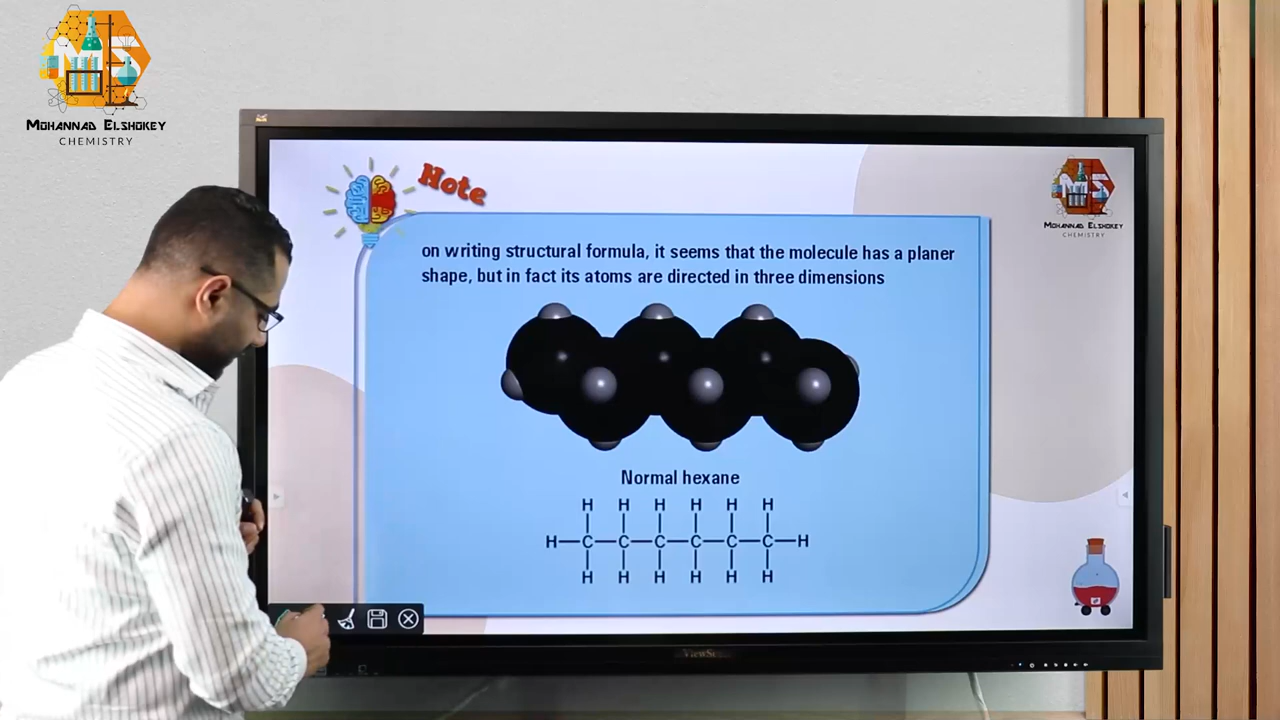 MOHANNAD ELSHOKEY
CHEMISTRY
Note
MOHANNAD ELSHOKEY
CHEMISTRY
on writing structural formula, it seems that the molecule has a planer
shape, but in fact its atoms are directed in three dimensions
Normal hexane
H H H H H H
H—C—C—C—C—C—C—H
H H H H H H